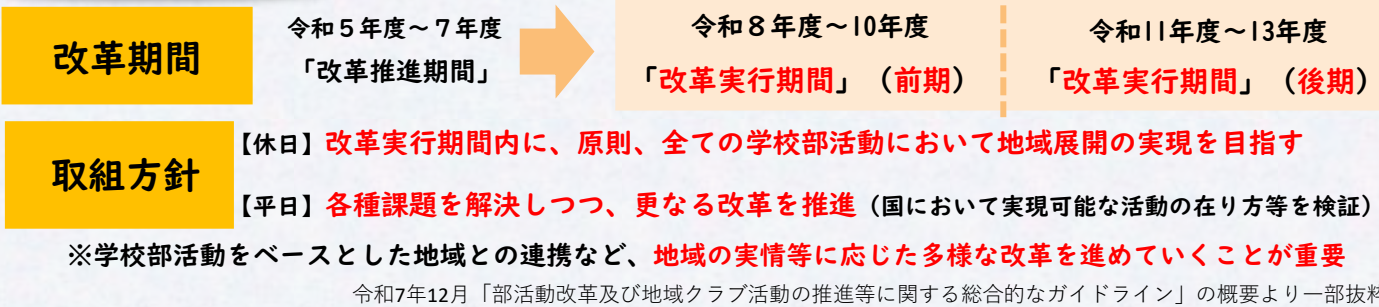 改革期間
令和5年度～7年度
「改革推進期間」
令和8年度～10年度
「改革実行期間」（前期）
令和11年度～13年度
「改革実行期間」（後期）
取組方針
【休日】改革実行期間内に、原則、全ての学校部活動において地域展開の実現を目指す
【平日】各種課題を解決しつつ、更なる改革を推進（国において実現可能な活動の在り方等を検証）
※学校部活動をベースとした地域との連携など、地域の実情等に応じた多様な改革を進めていくことが重要
令和7年12月「部活動改革及び地域クラブ活動の推進等に関する総合的なガイドライン」の概要より一部抜粋